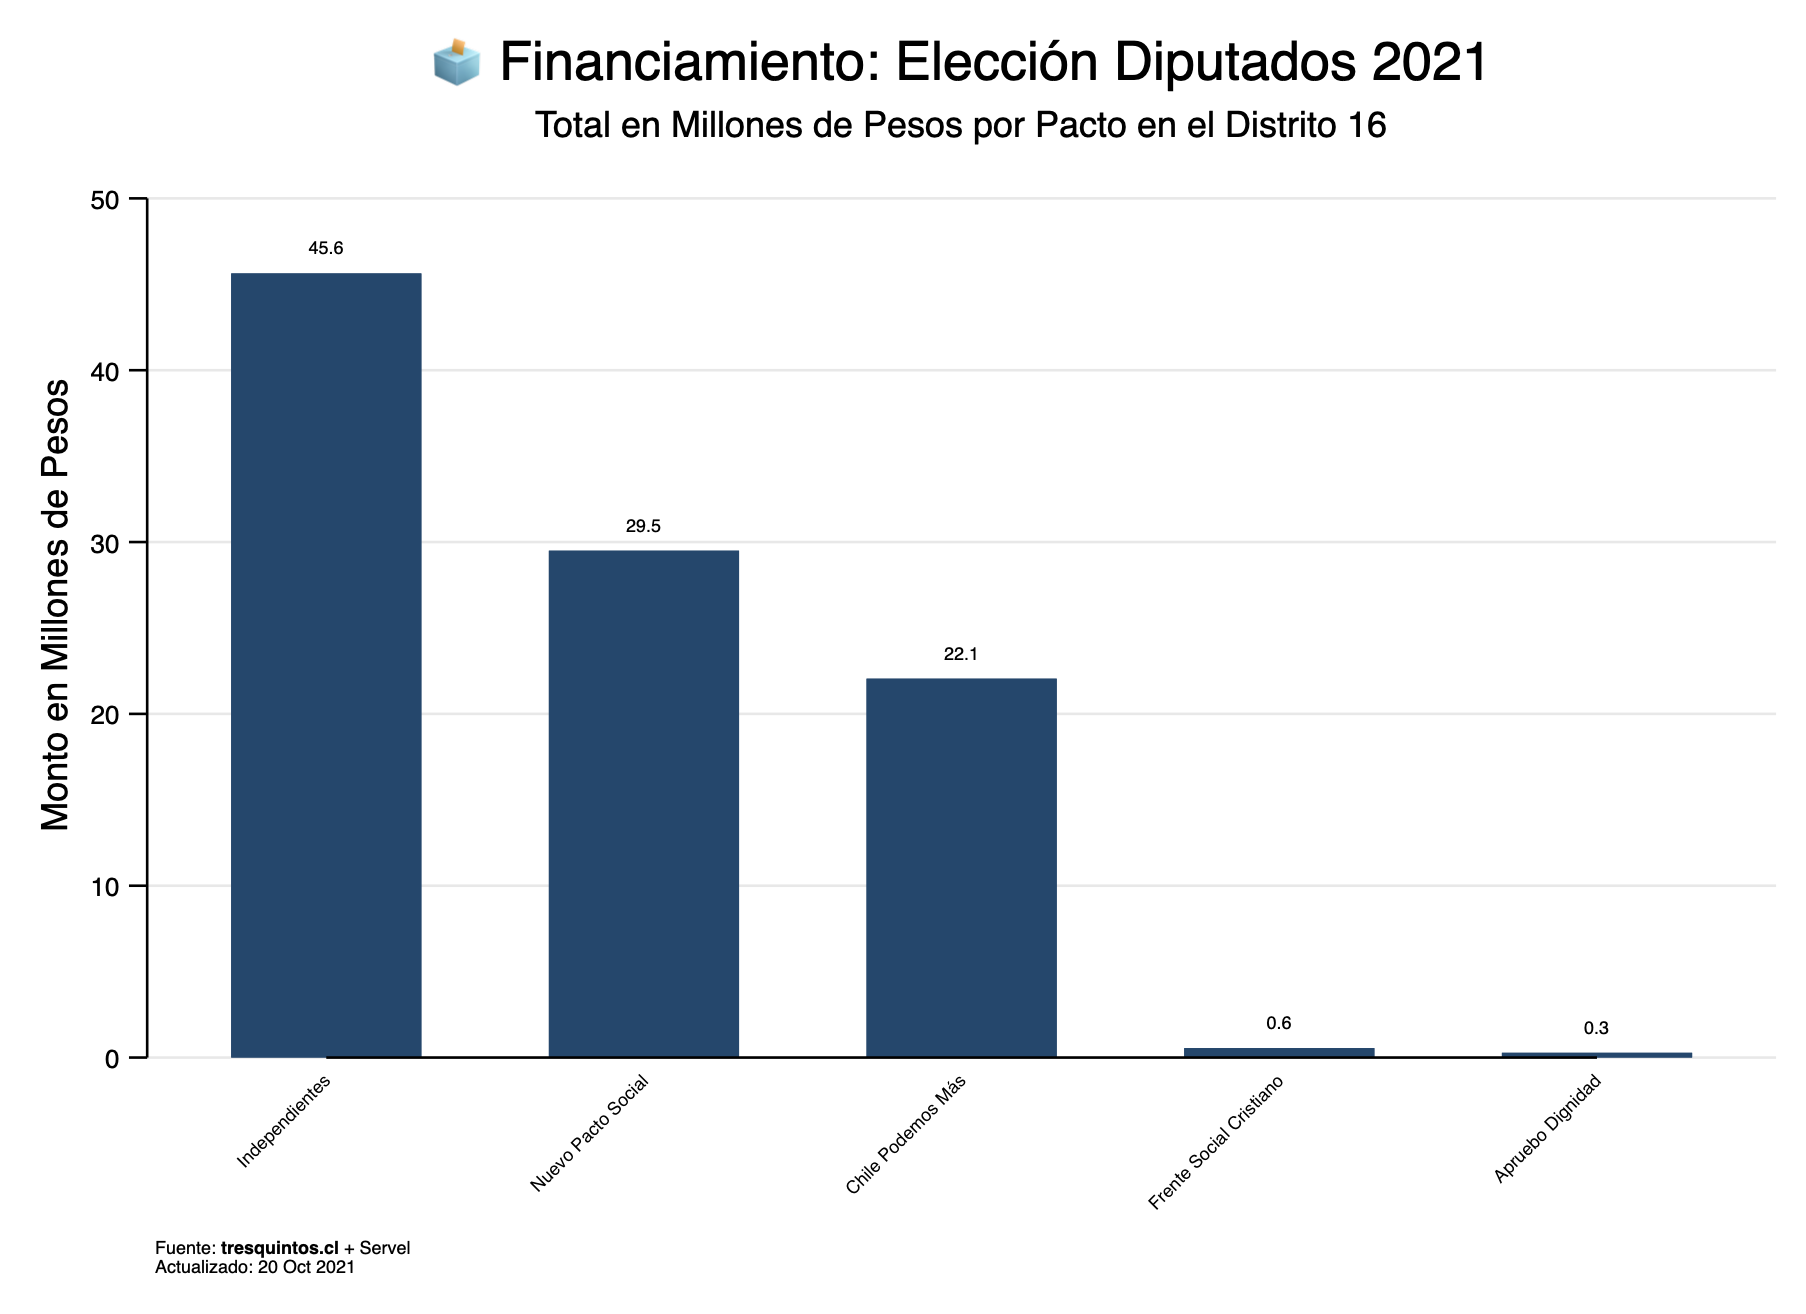 Financiamiento: Elección Diputados 2021
Total en Millones de Pesos por Pacto en el Distrito 16
Monto en Millones de Pesos
50
40
30
20
10
0
45.6
29.5
22.1
0.6
0.3
Independientes
Nuevo Pacto Social
Chile Podemos Más
Frente Social Cristiano
Apruebo Dignidad
Fuente: tresquintos.cl + Servel
Actualizado: 20 Oct 2021